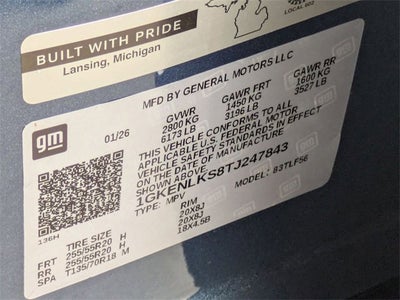 LOCAL 602
BUILT WITH PRIDE
Lansing, Michigan
gm
01/26
MFD BY GENERAL MOTORS LLC
GVWR GAWR FRT GAWR RR
2800 KG 1450 KG 1600 KG
6173 LB 3196 LB 3527 LB
THIS VEHICLE CONFORMS TO ALL
APPLICABLE U.S. FEDERAL MOTOR
VEHICLE SAFETY STANDARDS IN EFFECT
ON THE DATE OF MANUFACTURE
1GKENLKS8TJ247843
TYPE: MPV MODEL: B3TLF56
136H
TIRE SIZE RIM
FRT 255/55R20 H 20X8J
RR 255/55R20 H 20X8J
SPA T135/70R18 M 18X4.5B